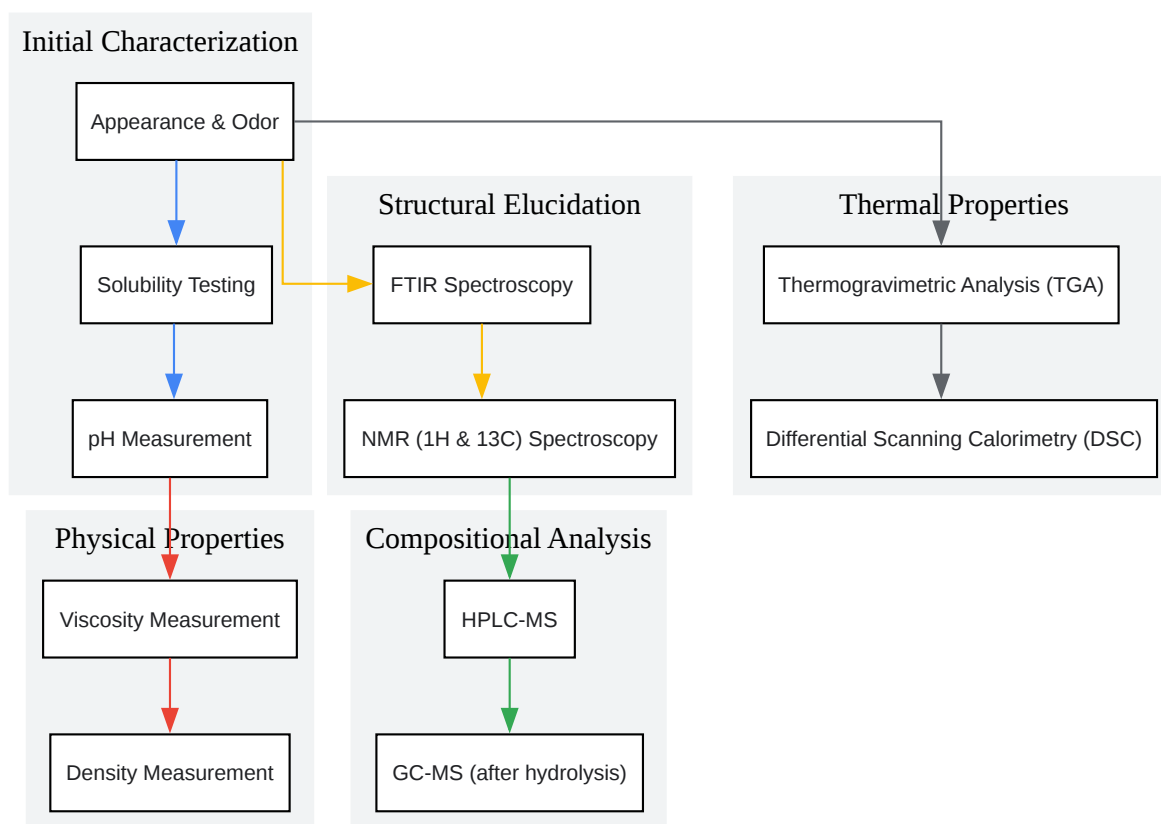 Initial Characterization
Appearance & Odor
Solubility Testing
pH Measurement
Structural Elucidation
FTIR Spectroscopy
NMR (1H & 13C) Spectroscopy
Thermal Properties
Thermogravimetric Analysis (TGA)
Differential Scanning Calorimetry (DSC)
Physical Properties
Viscosity Measurement
Density Measurement
Compositional Analysis
HPLC-MS
GC-MS (after hydrolysis)